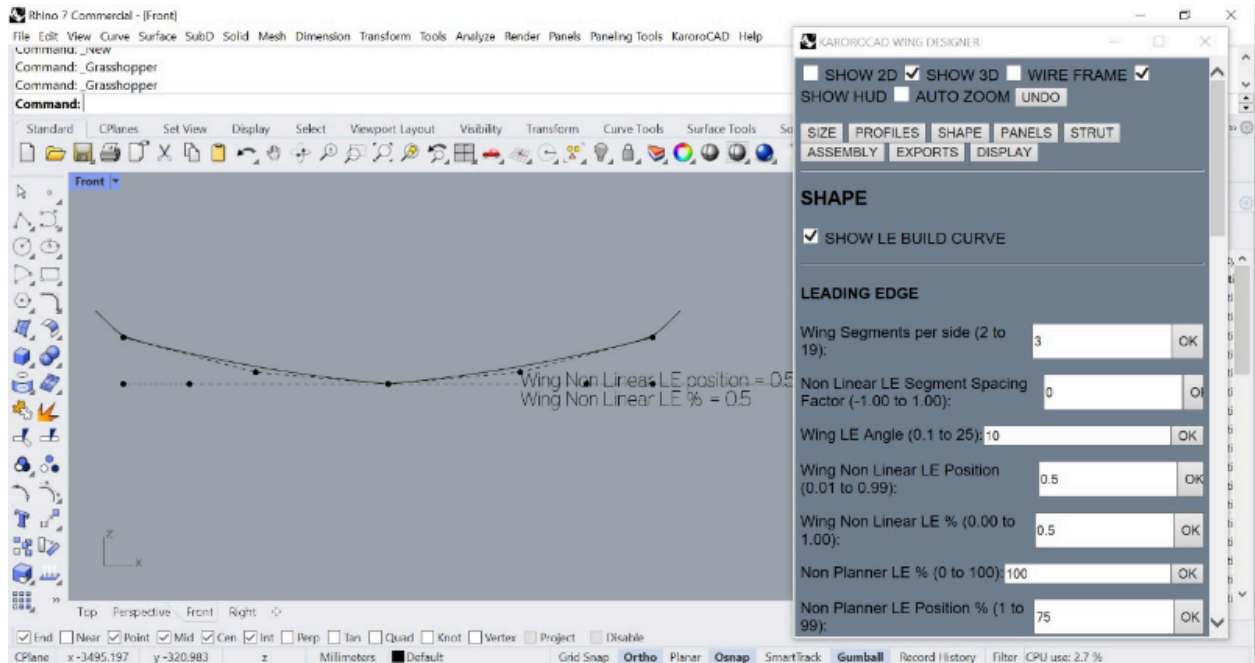 Rhino 7 Commercial - [Front]
File Edit View Curve Surface SubD Solid Mesh Dimension Transform Tools Analyze Render Panels Paneling Tools KaroroCAD Help
Command: _New
Command: _Grasshopper
Command: _Grasshopper
Command:
Standard CPlanes Set View Display Select Viewport Layout Visibility Transform Curve Tools Surface Tools So
Front
Wing Non Linear LE position = 0.5
Wing Non Linear LE % = 0.5
z
x
Top Perspective Front Right
End Near Point Mid Cen Int Perp Tan Quad Knot Vertex Project Disable
CPlane x -3495.197 y -320.983 z Millimeters Default Grid Snap Ortho Planar Osnap SmartTrack Gumball Record History Filter CPU use: 2.7 %
KAROROCAD WING DESIGNER
SHOW 2D SHOW 3D WIRE FRAME
SHOW HUD AUTO ZOOM UNDO
SIZE PROFILES SHAPE PANELS STRUT
ASSEMBLY EXPORTS DISPLAY
SHAPE
SHOW LE BUILD CURVE
LEADING EDGE
Wing Segments per side (2 to
19): 3 OK
Non Linear LE Segment Spacing
Factor (-1.00 to 1.00): 0 O
Wing LE Angle (0.1 to 25): 10 OK
Wing Non Linear LE Position
(0.01 to 0.99): 0.5 OK
Wing Non Linear LE % (0.00 to
1.00): 0.5 OK
Non Planner LE % (0 to 100): 100 OK
Non Planner LE Position % (1 to
99): 75 OK